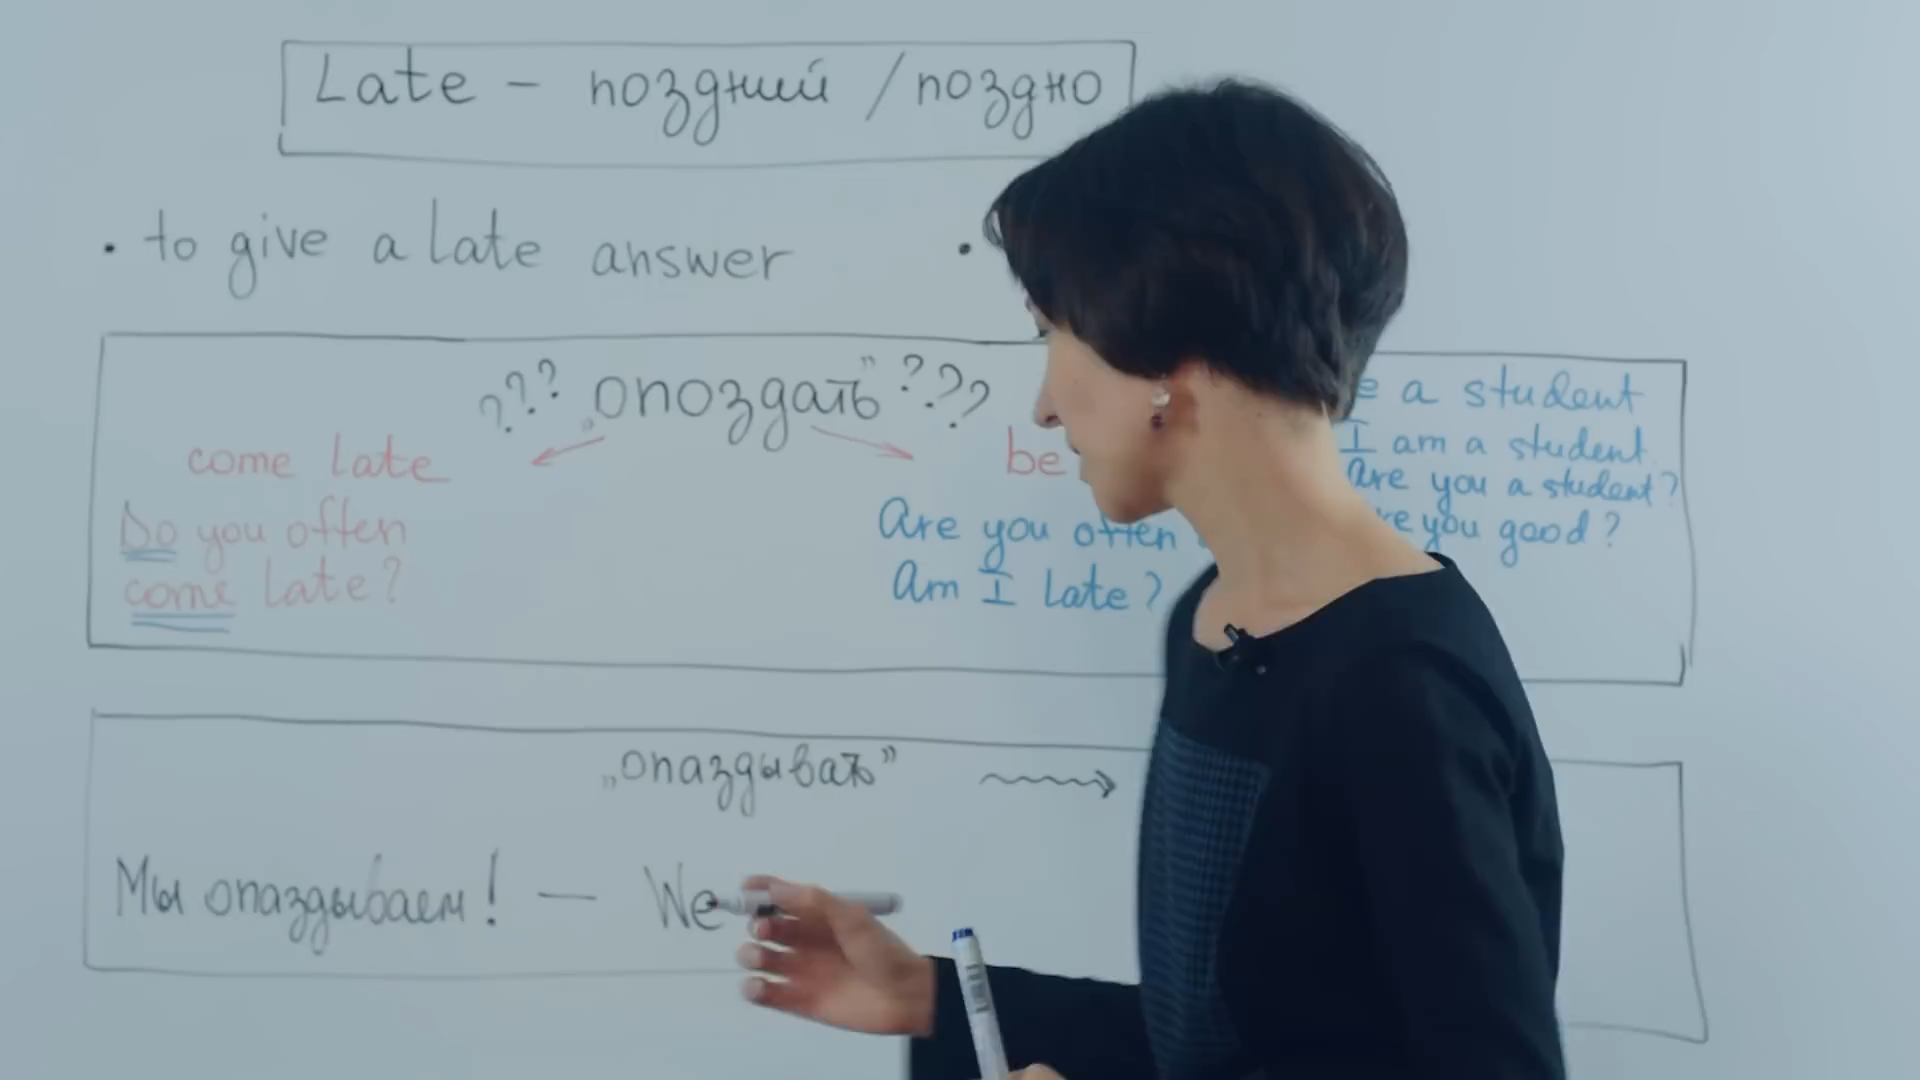 Late - поздний / поздно
• to give a late answer •
??? „опоздать” ???
come late
be
Do you often
come late?
Are you often
Am I late?
a student
I am a student
are you a student?
you good?
„опаздывать”
Мы опаздываем! — We